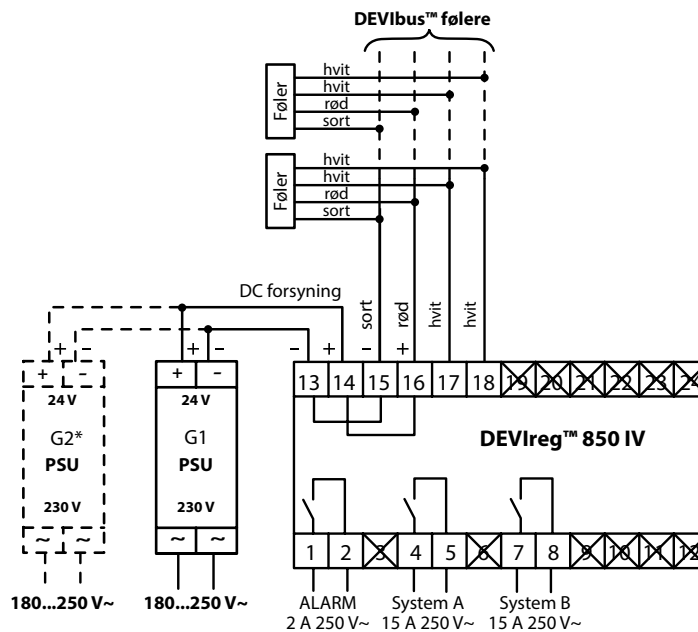 DEVIbus™ følere
Føler
hvit
hvit
rød
sort
Føler
hvit
hvit
rød
sort
DC forsyning
sort
rød
hvit
hvit
+ –
+ –
– + – +
+ -
24 V
G2*
PSU
230 V
~ ~
180...250 V~
+ -
24 V
G1
PSU
230 V
~ ~
180...250 V~
13 14 15 16 17 18 19 20 21 22 23 24
DEVIreg™ 850 IV
1 2 3 4 5 6 7 8 9 10 11 12
ALARM
2 A 250 V~
System A
15 A 250 V~
System B
15 A 250 V~